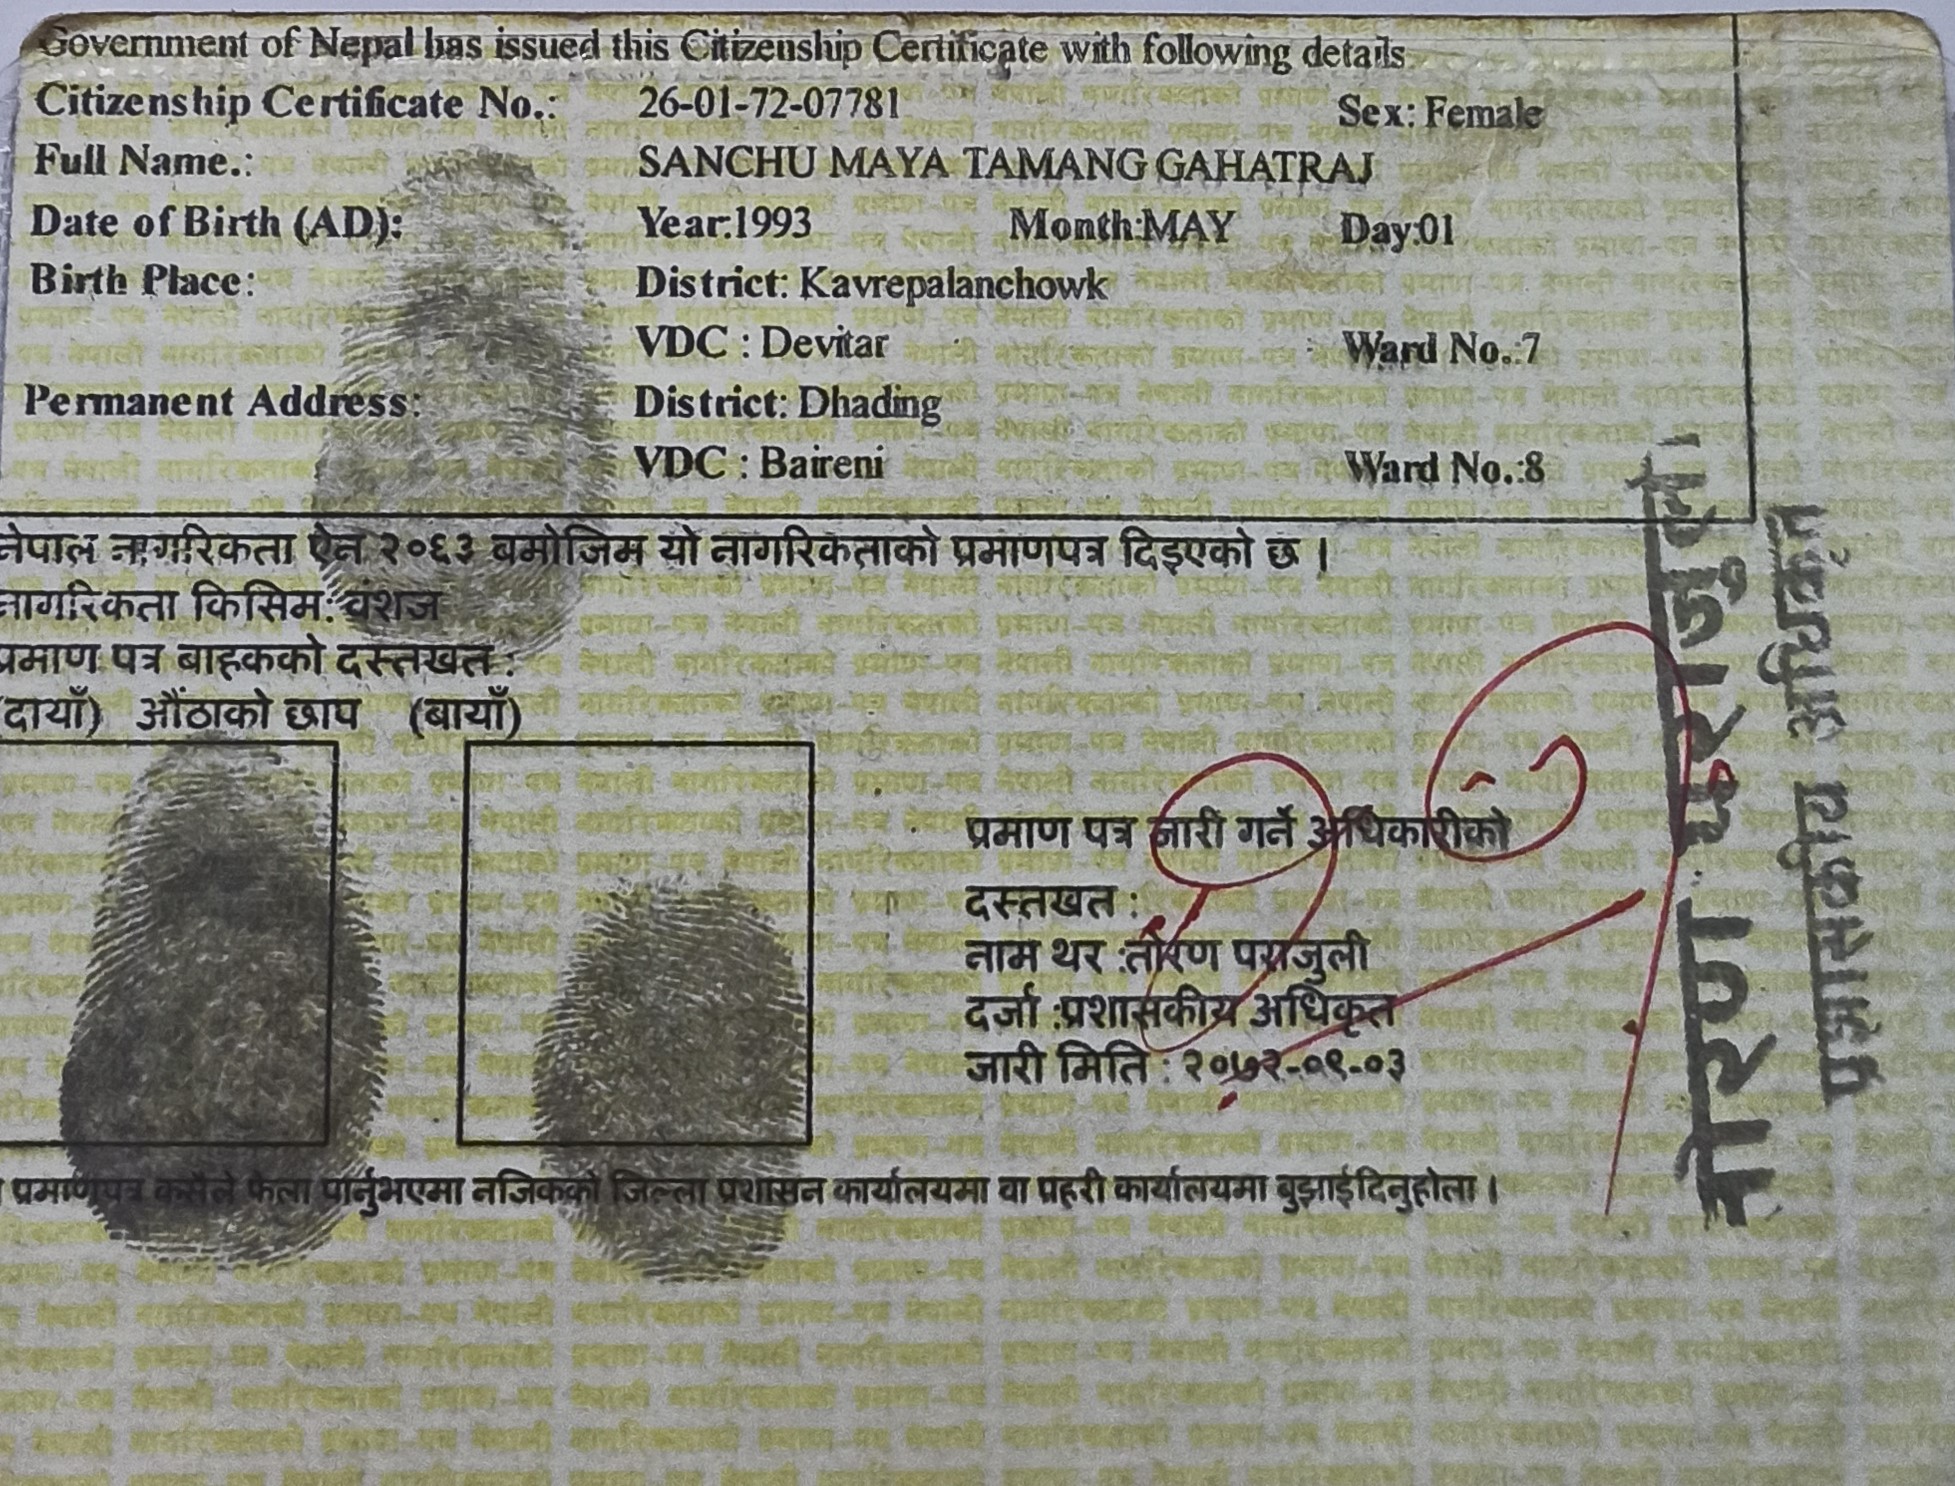 Government of Nepal has issued this Citizenship Certificate with following details
Citizenship Certificate No.: 26-01-72-07781 Sex: Female
Full Name.: SANCHU MAYA TAMANG GAHATRAJ
Date of Birth (AD): Year:1993 Month:MAY Day:01
Birth Place: District: Kavrepalanchowk
VDC : Devitar Ward No.:7
Permanent Address: District: Dhading
VDC : Baireni Ward No.:8
नेपाल नागरिकता ऐन २०६३ बमोजिम यो नागरिकताको प्रमाणपत्र दिइएको छ ।
नागरिकता किसिम: वंशज
प्रमाण पत्र बाहकको दस्तखत :
(दायाँ) औंठाको छाप (बायाँ)
प्रमाण पत्र जारी गर्ने अधिकारीको
दस्तखत :
नाम थर :तोरण पराजुली
दर्जा :प्रशासकीय अधिकृत
जारी मिति : २०७२-०९-०३
प्रमाणपत्र कसैले फेला पार्नुभएमा नजिकको जिल्ला प्रशासन कार्यालयमा वा प्रहरी कार्यालयमा बुझाईदिनुहोला ।
तोरण पराजुली
प्रशासकीय अधिकृत